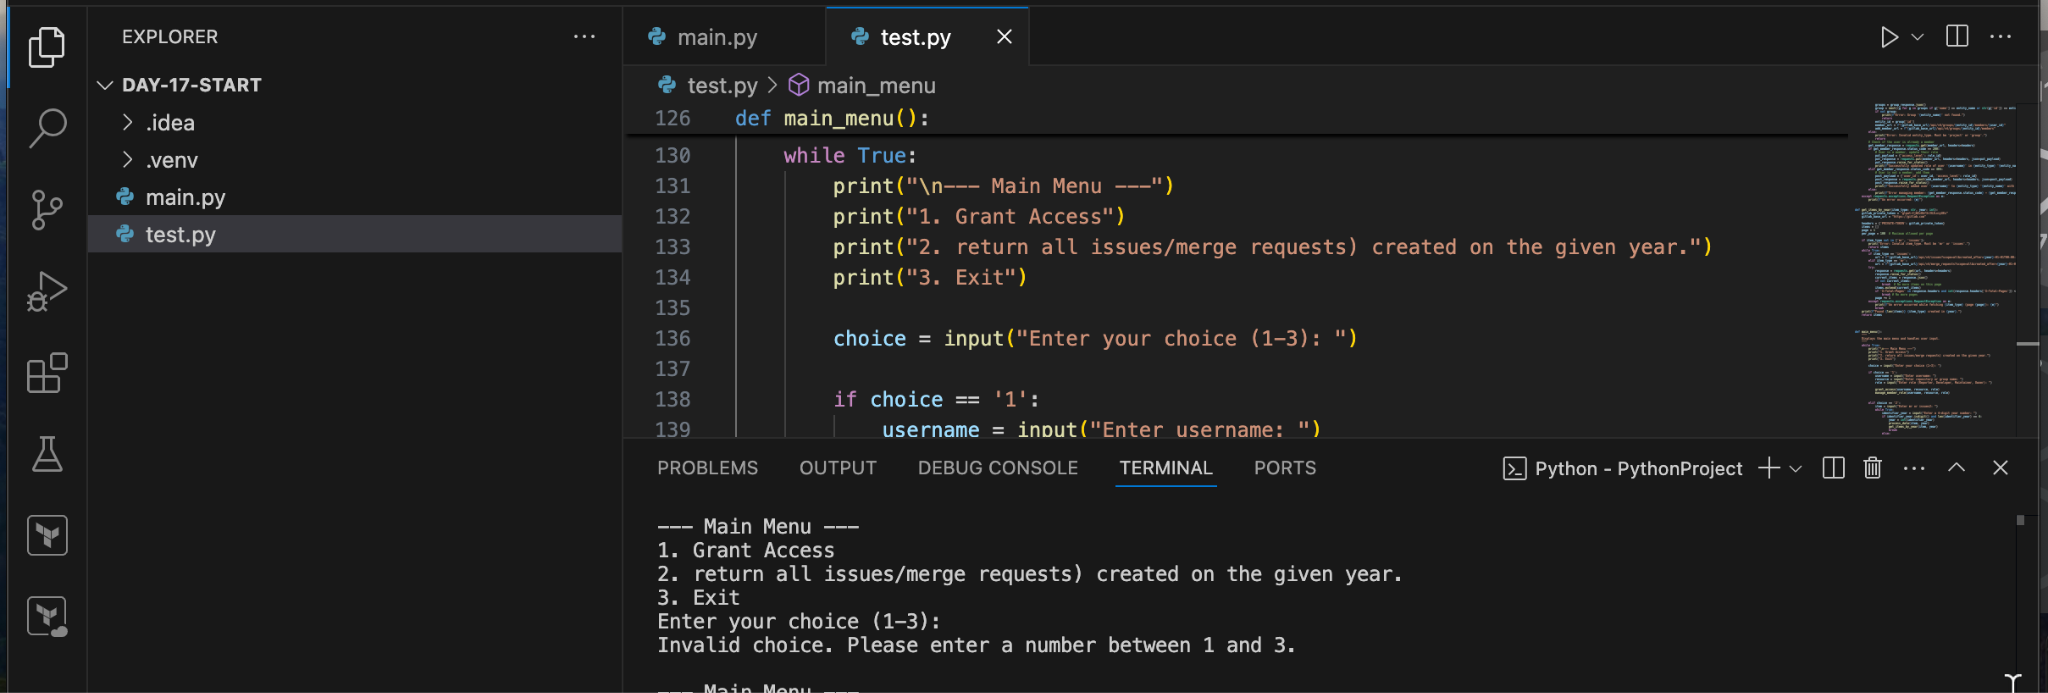 EXPLORER
DAY-17-START
.idea
.venv
main.py
test.py
main.py
test.py
test.py > main_menu
126 def main_menu():
130 while True:
131 print("\n--- Main Menu ---")
132 print("1. Grant Access")
133 print("2. return all issues/merge requests) created on the given year.")
134 print("3. Exit")
135
136 choice = input("Enter your choice (1-3): ")
137
138 if choice == '1':
139 username = input("Enter username: ")
PROBLEMS OUTPUT DEBUG CONSOLE TERMINAL PORTS
Python - PythonProject
--- Main Menu ---
1. Grant Access
2. return all issues/merge requests) created on the given year.
3. Exit
Enter your choice (1-3):
Invalid choice. Please enter a number between 1 and 3.
--- Main Menu ---